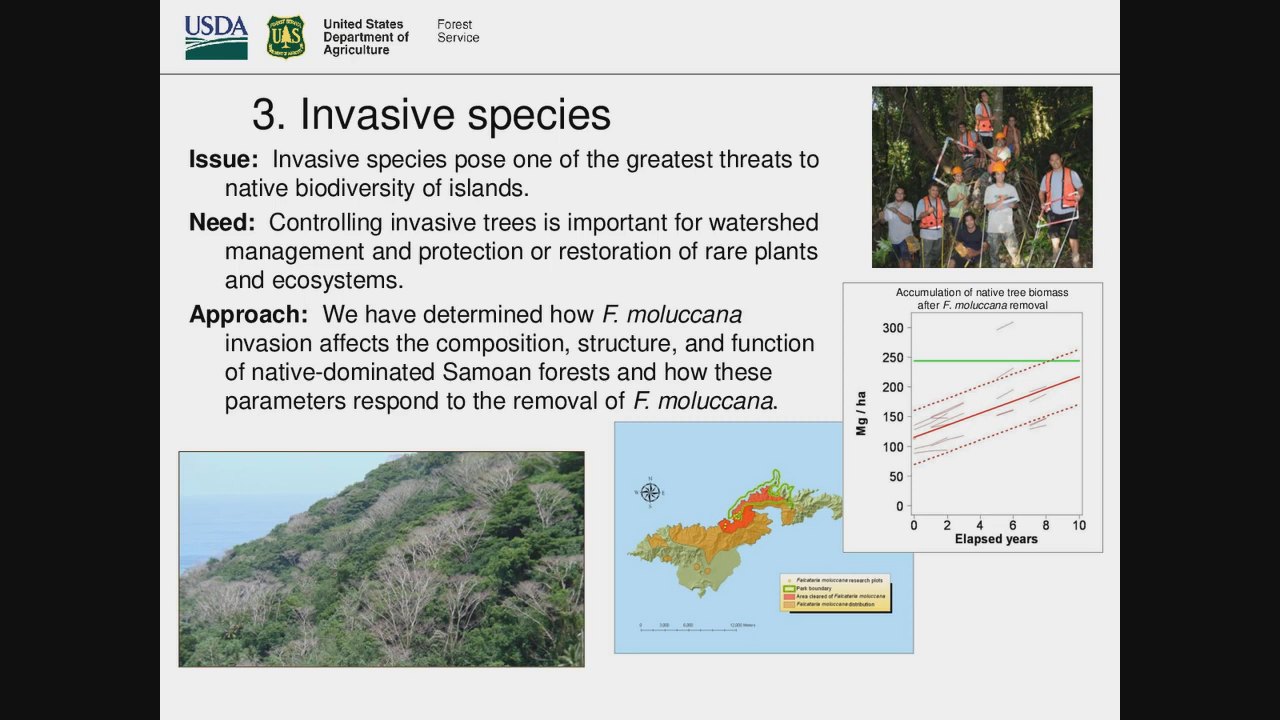 USDA
UAS
United States
Department of
Agriculture
Forest
Service
3. Invasive species
Issue: Invasive species pose one of the greatest threats to
native biodiversity of islands.
Need: Controlling invasive trees is important for watershed
management and protection or restoration of rare plants
and ecosystems.
Approach: We have determined how F. moluccana
invasion affects the composition, structure, and function
of native-dominated Samoan forests and how these
parameters respond to the removal of F. moluccana.
Accumulation of native tree biomass
after F. moluccana removal
Mg / ha
300
250
200
150
100
50
0
0 2 4 6 8 10
Elapsed years
N
W E
S
Falcataria moluccana research plots
Park boundary
Area cleared of Falcataria moluccana
Falcataria moluccana distribution